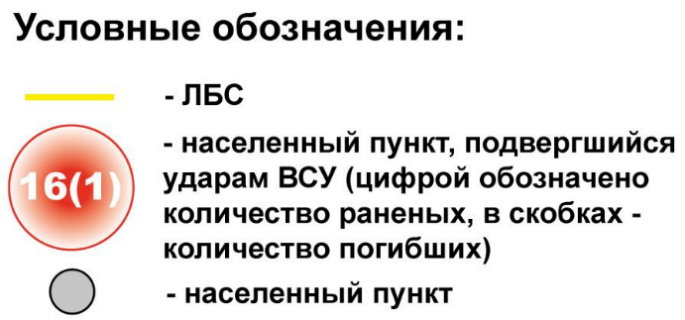 Условные обозначения:
- ЛБС
16(1)
- населенный пункт, подвергшийся
ударам ВСУ (цифрой обозначено
количество раненых, в скобках -
количество погибших)
- населенный пункт